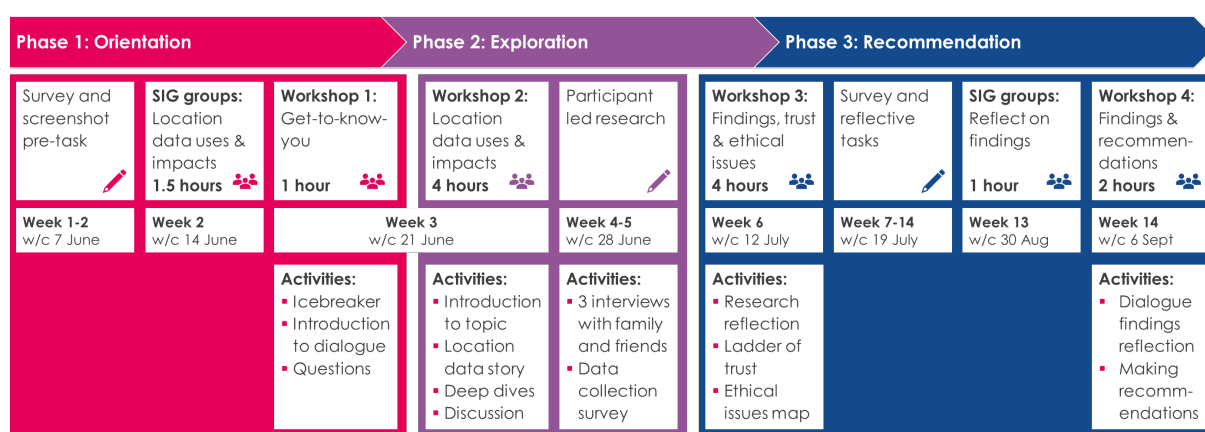 Phase 1: Orientation
Phase 2: Exploration
Phase 3: Recommendation
Survey and
screenshot
pre-task
SIG groups:
Location
data uses &
impacts
1.5 hours
Workshop 1:
Get-to-know-
you
1 hour
Workshop 2:
Location
data uses &
impacts
4 hours
Participant
led research
Workshop 3:
Findings, trust
& ethical
issues
4 hours
Survey and
reflective
tasks
SIG groups:
Reflect on
findings
1 hour
Workshop 4:
Findings &
recommen-
dations
2 hours
Week 1-2
w/c 7 June
Week 2
w/c 14 June
Week 3
w/c 21 June
Week 4-5
w/c 28 June
Week 6
w/c 12 July
Week 7-14
w/c 19 July
Week 13
w/c 30 Aug
Week 14
w/c 6 Sept
Activities:
▪ Icebreaker
▪ Introduction
to dialogue
▪ Questions
Activities:
▪ Introduction
to topic
▪ Location
data story
▪ Deep dives
▪ Discussion
Activities:
▪ 3 interviews
with family
and friends
▪ Data
collection
survey
Activities:
▪ Research
reflection
▪ Ladder of
trust
▪ Ethical
issues map
Activities:
▪ Dialogue
findings
reflection
▪ Making
recomm-
endations